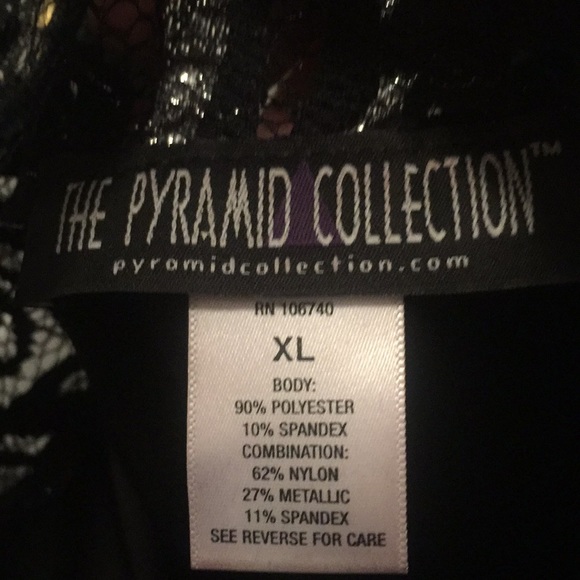 THE PYRAMID COLLECTION™
pyramidcollection.com
RN 106740
XL
BODY:
90% POLYESTER
10% SPANDEX
COMBINATION:
62% NYLON
27% METALLIC
11% SPANDEX
SEE REVERSE FOR CARE